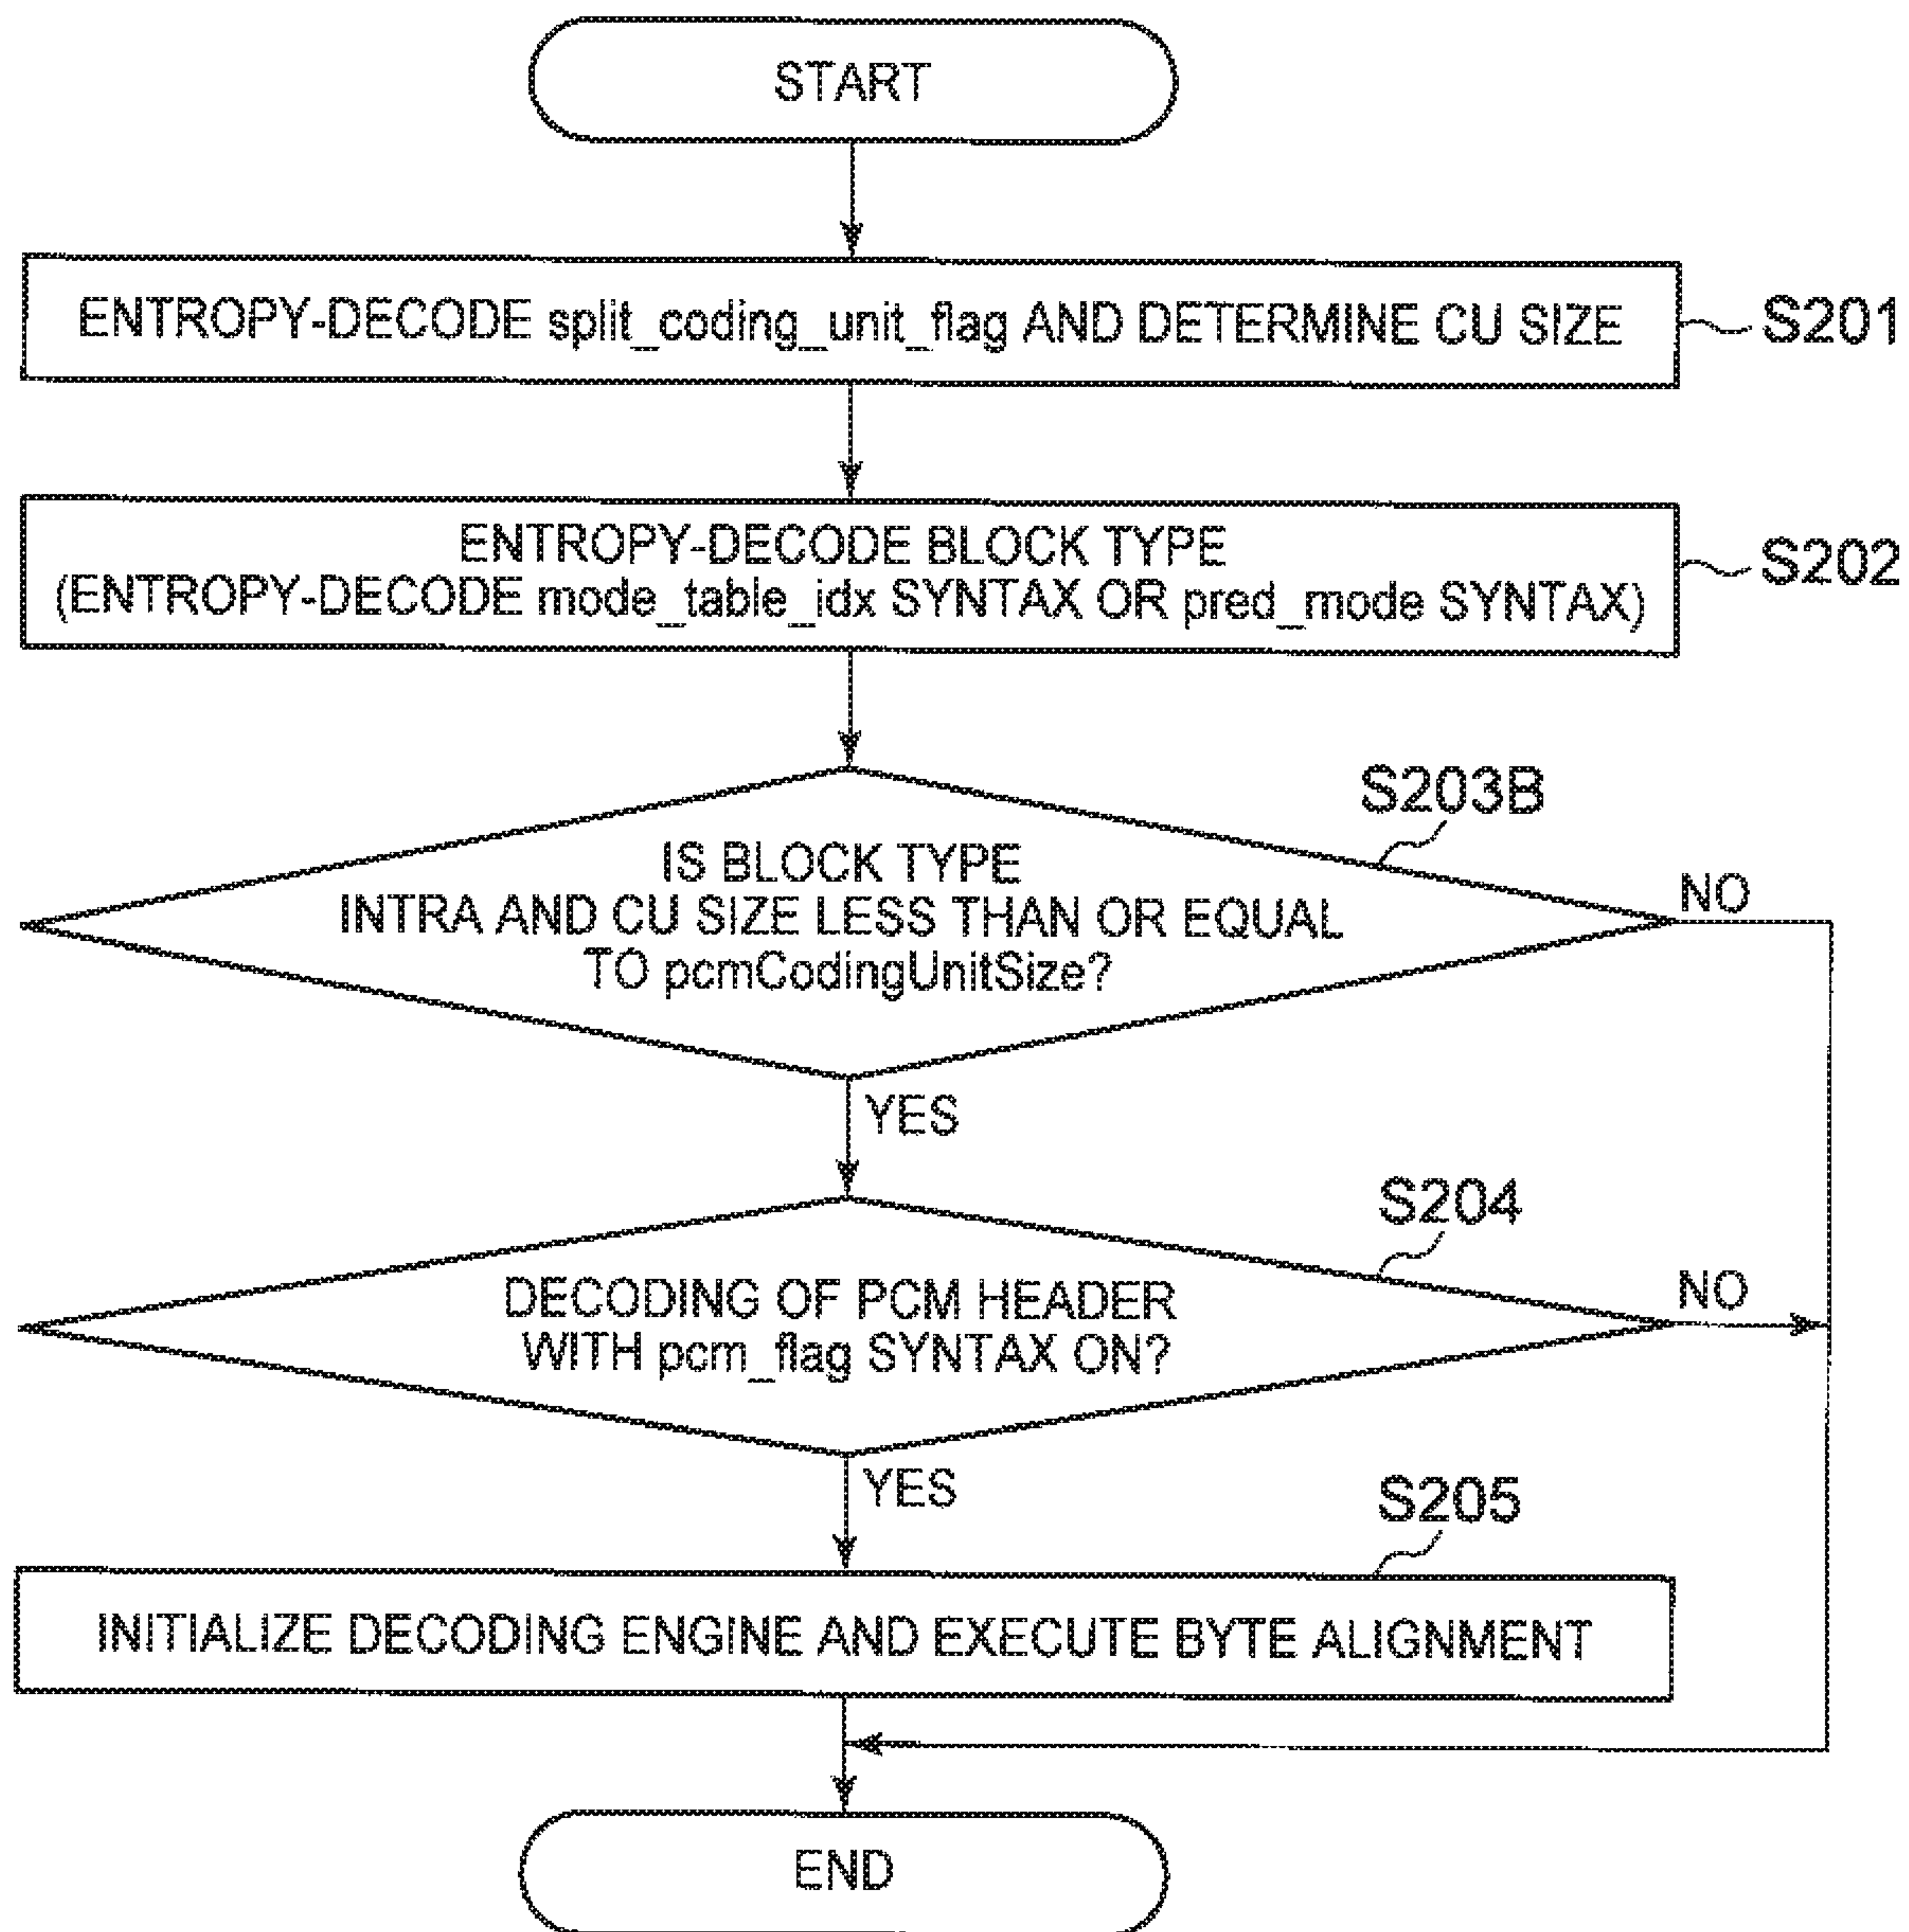 START
ENTROPY-DECODE split_coding_unit_flag AND DETERMINE CU SIZE
S201
ENTROPY-DECODE BLOCK TYPE
(ENTROPY-DECODE mode_table_idx SYNTAX OR pred_mode SYNTAX)
S202
S203B
IS BLOCK TYPE
INTRA AND CU SIZE LESS THAN OR EQUAL
TO pcmCodingUnitSize?
NO
YES
S204
DECODING OF PCM HEADER
WITH pcm_flag SYNTAX ON?
NO
YES
S205
INITIALIZE DECODING ENGINE AND EXECUTE BYTE ALIGNMENT
END